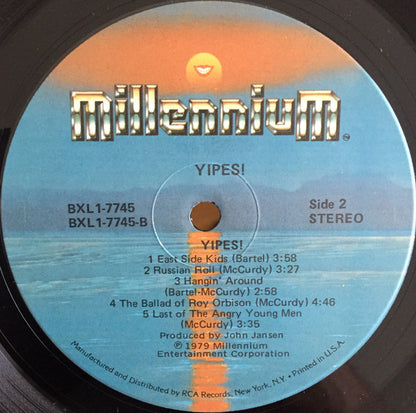 Millennium™
YIPES!
BXL1-7745
BXL1-7745-B
Side 2
STEREO
YIPES!
1 East Side Kids (Bartel) 3:58
2 Russian Roll (McCurdy) 3:27
3 Hangin' Around
(Bartel-McCurdy) 2:58
4 The Ballad of Roy Orbison (McCurdy) 4:46
5 Last of The Angry Young Men
(McCurdy) 3:35
Produced by John Jansen
℗ 1979 Millennium
Entertainment Corporation
Manufactured and Distributed by RCA Records, New York, N.Y • Printed in U.S.A.